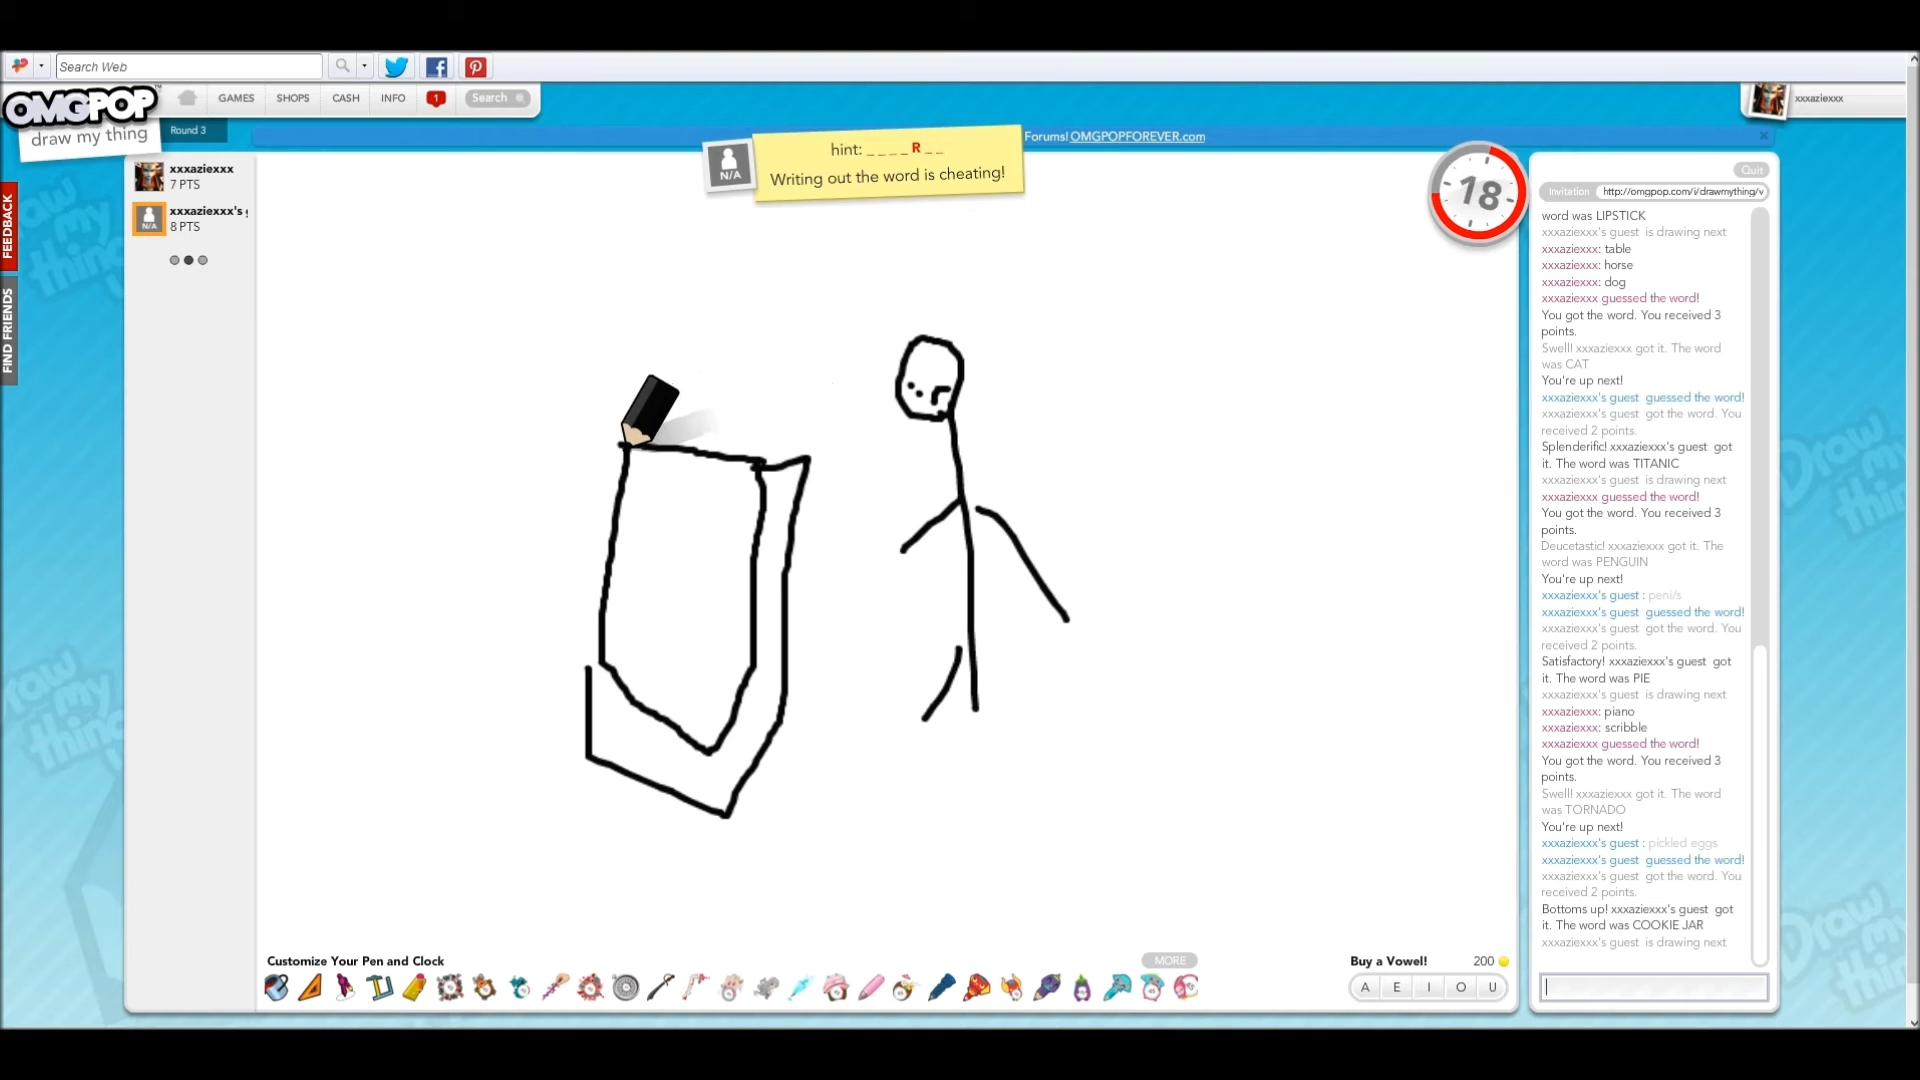 Search Web
OMGPOP
draw my thing
GAMES
SHOPS
CASH
INFO
1
Search
xxxaziexxx
Round 3
Forums! OMGPOPFOREVER.com
FEEDBACK
FIND FRIENDS
xxxaziexxx
7 PTS
N/A
xxxaziexxx's
8 PTS
N/A
hint: _ _ _ _ R _ _
Writing out the word is cheating!
18
Quit
Invitation
http://omgpop.com/i/drawmything/v
word was LIPSTICK
xxxaziexxx's guest is drawing next
xxxaziexxx: table
xxxaziexxx: horse
xxxaziexxx: dog
xxxaziexxx guessed the word!
You got the word. You received 3
points.
Swell! xxxaziexxx got it. The word
was CAT
You're up next!
xxxaziexxx's guest guessed the word!
xxxaziexxx's guest got the word. You
received 2 points.
Splenderific! xxxaziexxx's guest got
it. The word was TITANIC
xxxaziexxx's guest is drawing next
xxxaziexxx guessed the word!
You got the word. You received 3
points.
Deucetastic! xxxaziexxx got it. The
word was PENGUIN
You're up next!
xxxaziexxx's guest : peni/s
xxxaziexxx's guest guessed the word!
xxxaziexxx's guest got the word. You
received 2 points.
Satisfactory! xxxaziexxx's guest got
it. The word was PIE
xxxaziexxx's guest is drawing next
xxxaziexxx: piano
xxxaziexxx: scribble
xxxaziexxx guessed the word!
You got the word. You received 3
points.
Swell! xxxaziexxx got it. The word
was TORNADO
You're up next!
xxxaziexxx's guest : pickled eggs
xxxaziexxx's guest guessed the word!
xxxaziexxx's guest got the word. You
received 2 points.
Bottoms up! xxxaziexxx's guest got
it. The word was COOKIE JAR
xxxaziexxx's guest is drawing next
Customize Your Pen and Clock
MORE
Buy a Vowel!
200
A E I O U